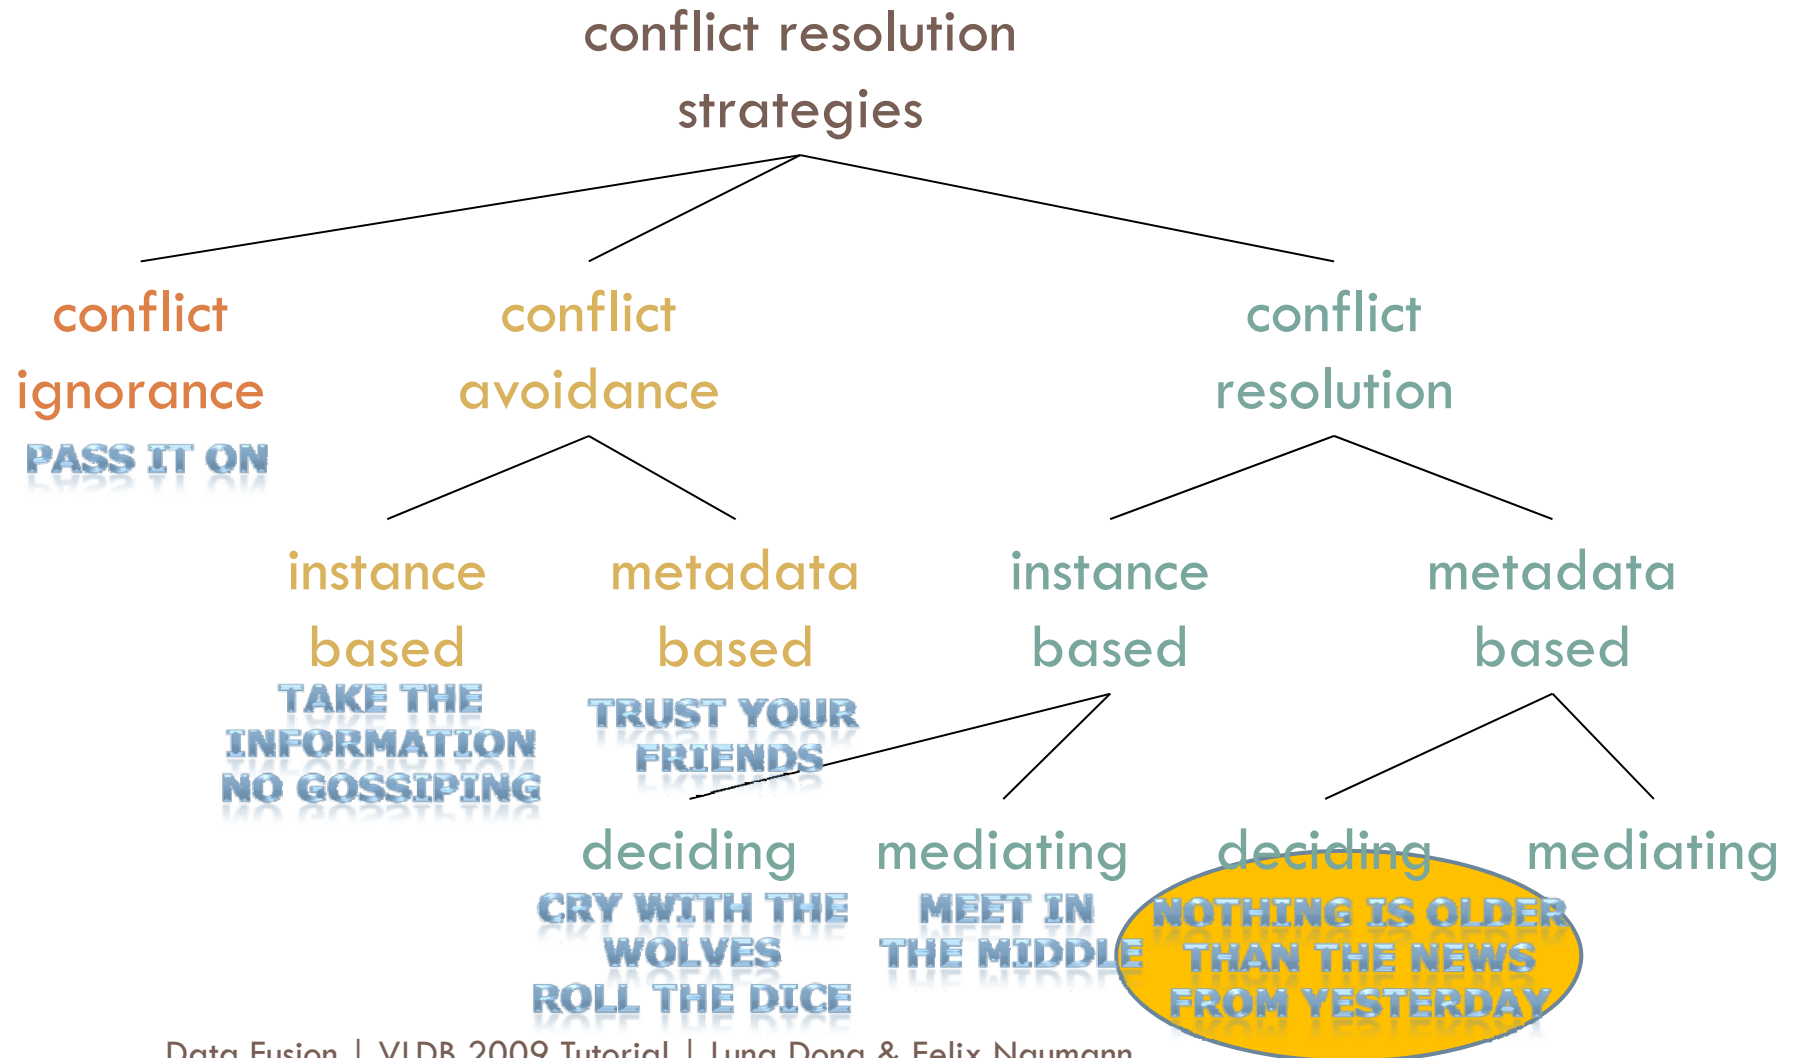 conflict resolution
strategies
conflict
ignorance
PASS IT ON
conflict
avoidance
conflict
resolution
instance
based
TAKE THE
INFORMATION
NO GOSSIPING
metadata
based
TRUST YOUR
FRIENDS
instance
based
metadata
based
deciding
CRY WITH THE
WOLVES
ROLL THE DICE
mediating
MEET IN
THE MIDDLE
deciding
NOTHING IS OLDER
THAN THE NEWS
FROM YESTERDAY
mediating
Data Fusion | VLDB 2009 Tutorial | Luna Dong & Felix Naumann